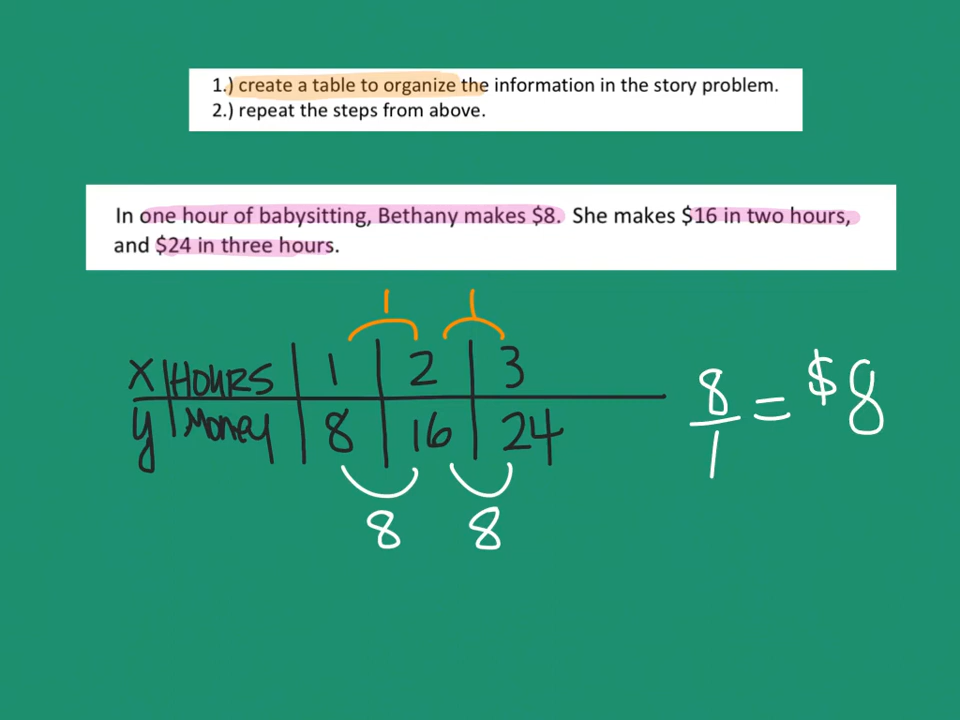 1.) create a table to organize the information in the story problem.
2.) repeat the steps from above.
In one hour of babysitting, Bethany makes $8. She makes $16 in two hours,
and $24 in three hours.
1 1
X HOURS 1 2 3
y Money 8 16 24
8 8
8/1 = $8